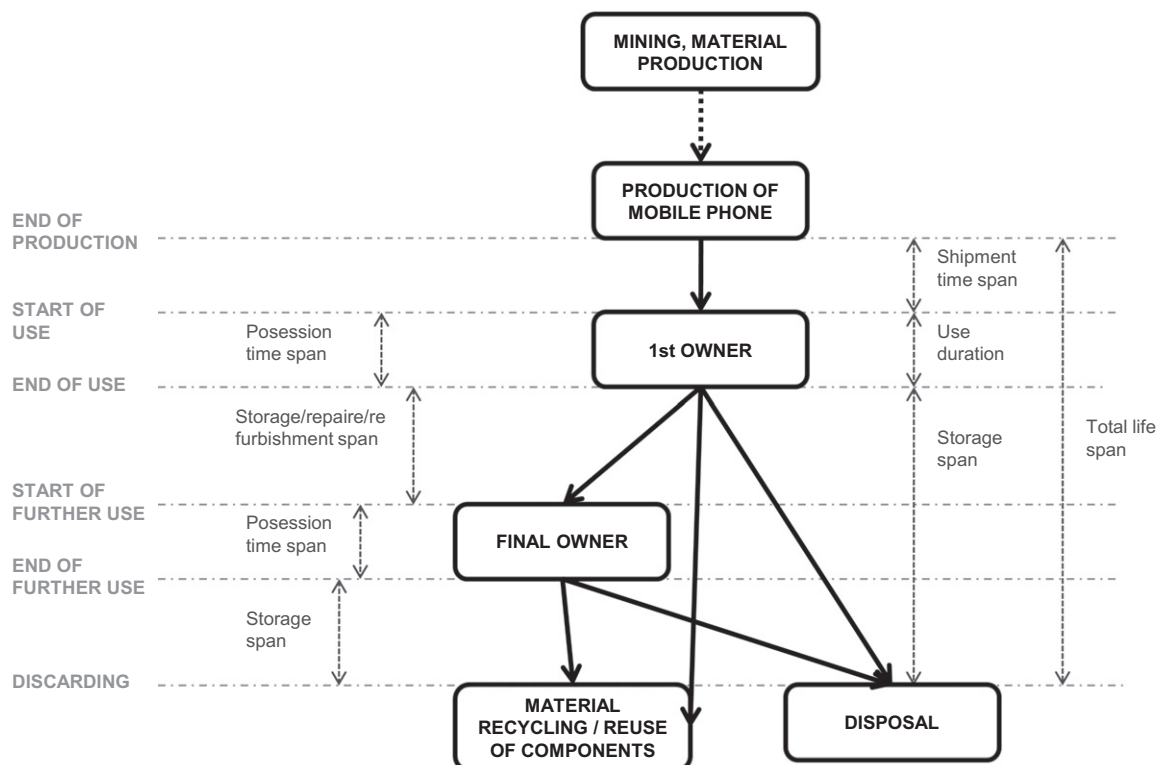 MINING, MATERIAL
PRODUCTION
PRODUCTION OF
MOBILE PHONE
END OF
PRODUCTION
Shipment
time span
START OF
USE
Posession
time span
1st OWNER
Use
duration
END OF USE
Storage/repaire/re
furbishment span
Storage
span
Total life
span
START OF
FURTHER USE
Posession
time span
FINAL OWNER
END OF
FURTHER USE
Storage
span
DISCARDING
MATERIAL
RECYCLING / REUSE
OF COMPONENTS
DISPOSAL